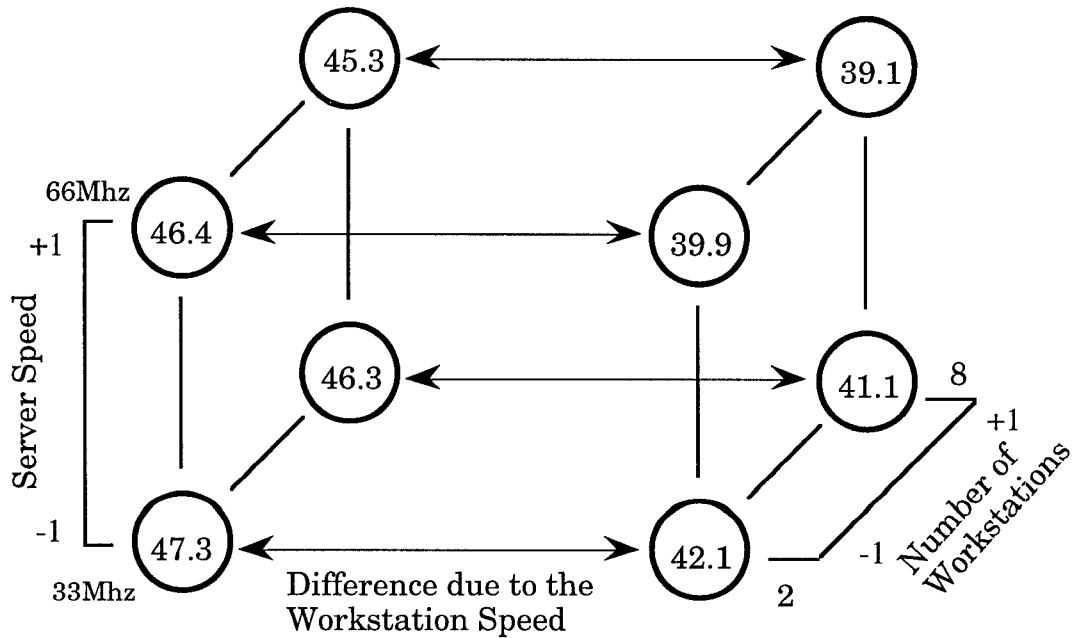 45.3
39.1
66Mhz
+1
46.4
39.9
Server Speed
46.3
41.1
8
+1
Number of
Workstations
-1
47.3
42.1
-1
2
33Mhz
Difference due to the
Workstation Speed